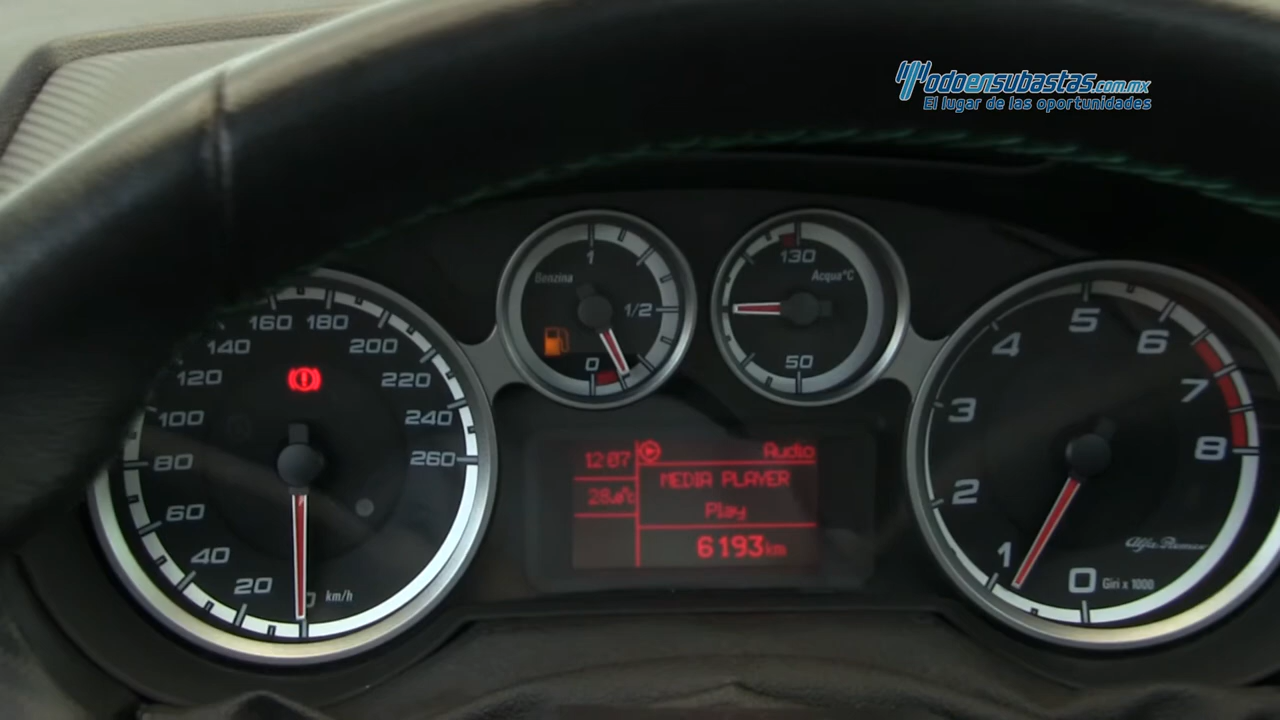 Todoensubastas.com.mx
El lugar de las oportunidades
1
Benzina
1/2
0
130
Acqua°C
50
160 180
140 200
120 220
100 240
80 260
60
40
20
0 km/h
12:07 Audio
MEDIA PLAYER
28.0°C
Play
6193km
5
4 6
3 7
8
2
Alfa Romeo
1
0 Giri x 1000